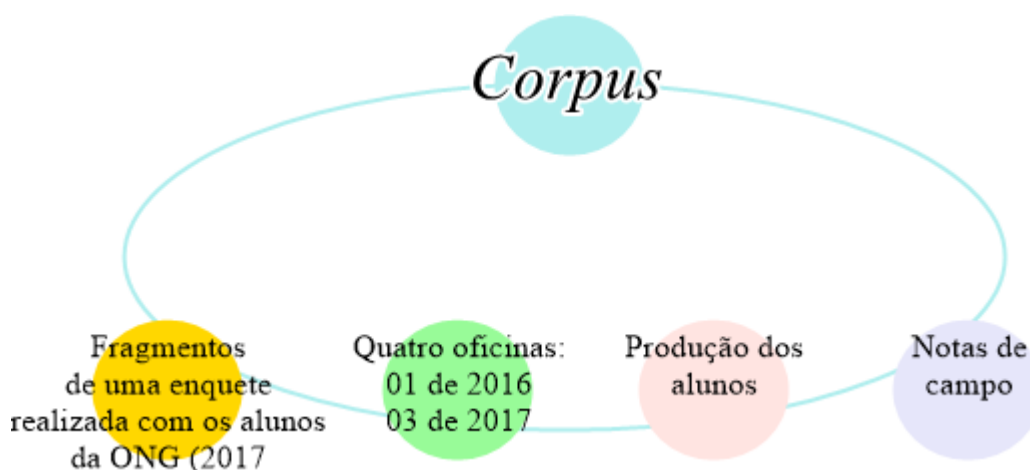 Corpus
Fragmentos
de uma enquete
realizada com os alunos
da ONG (2017
Quatro oficinas:
01 de 2016
03 de 2017
Produção dos
alunos
Notas de
campo